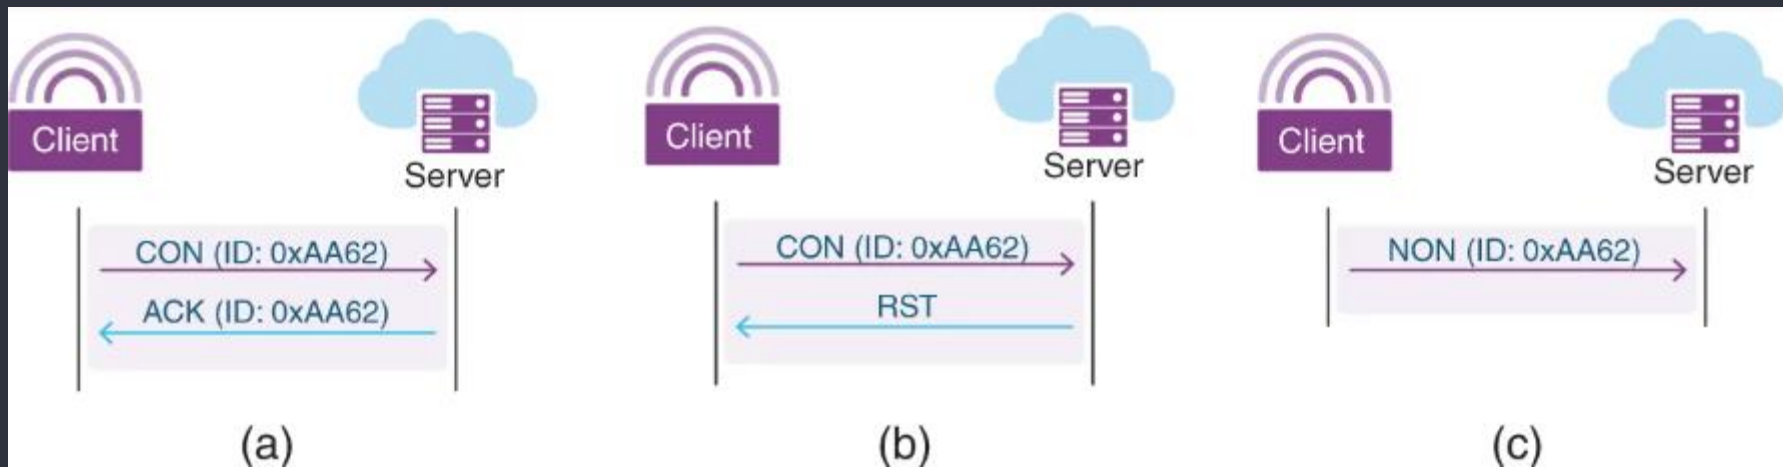 Client
Server
CON (ID: 0xAA62)
ACK (ID: 0xAA62)
(a)
Client
Server
CON (ID: 0xAA62)
RST
(b)
Client
Server
NON (ID: 0xAA62)
(c)